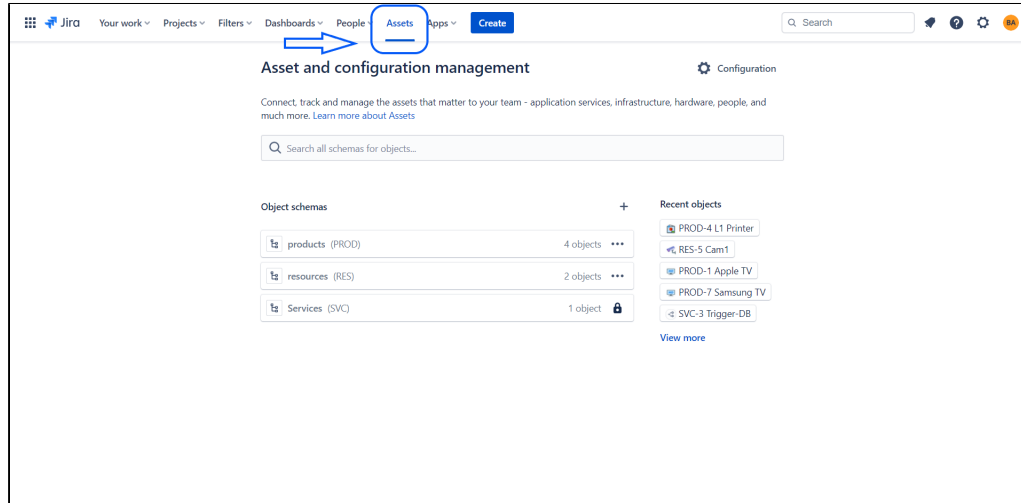 Jira Your work Projects Filters Dashboards People Assets Apps Create Search BA
Asset and configuration management
Configuration
Connect, track and manage the assets that matter to your team - application services, infrastructure, hardware, people, and
much more. Learn more about Assets
Search all schemas for objects...
Object schemas
products (PROD) 4 objects
resources (RES) 2 objects
Services (SVC) 1 object
Recent objects
PROD-4 L1 Printer
RES-5 Cam1
PROD-1 Apple TV
PROD-7 Samsung TV
SVC-3 Trigger-DB
View more